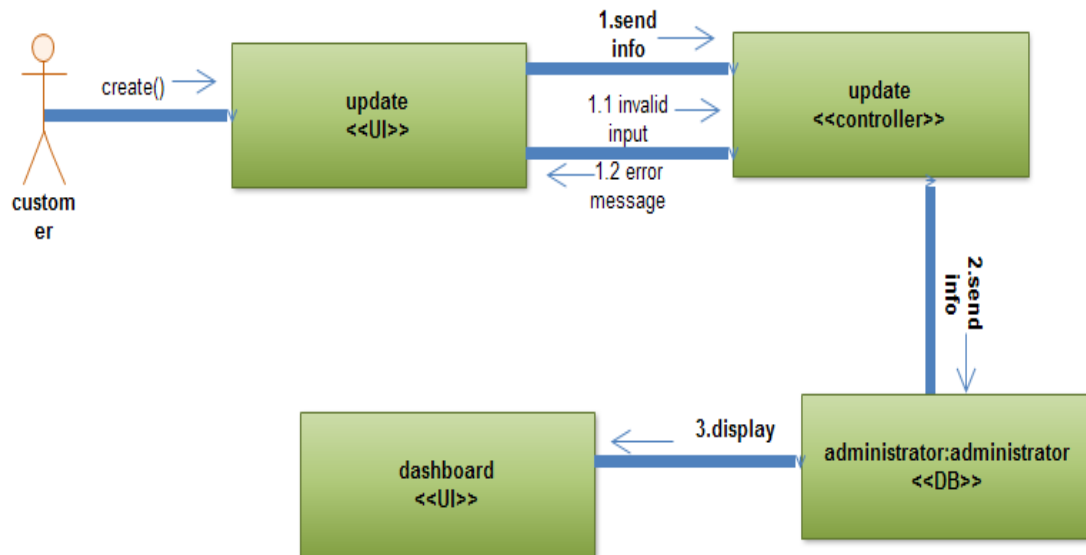 create()
custom
er
update
<<UI>>
1.send
info
1.1 invalid
input
1.2 error
message
update
<<controller>>
2.send
info
administrator:administrator
<<DB>>
3.display
dashboard
<<UI>>